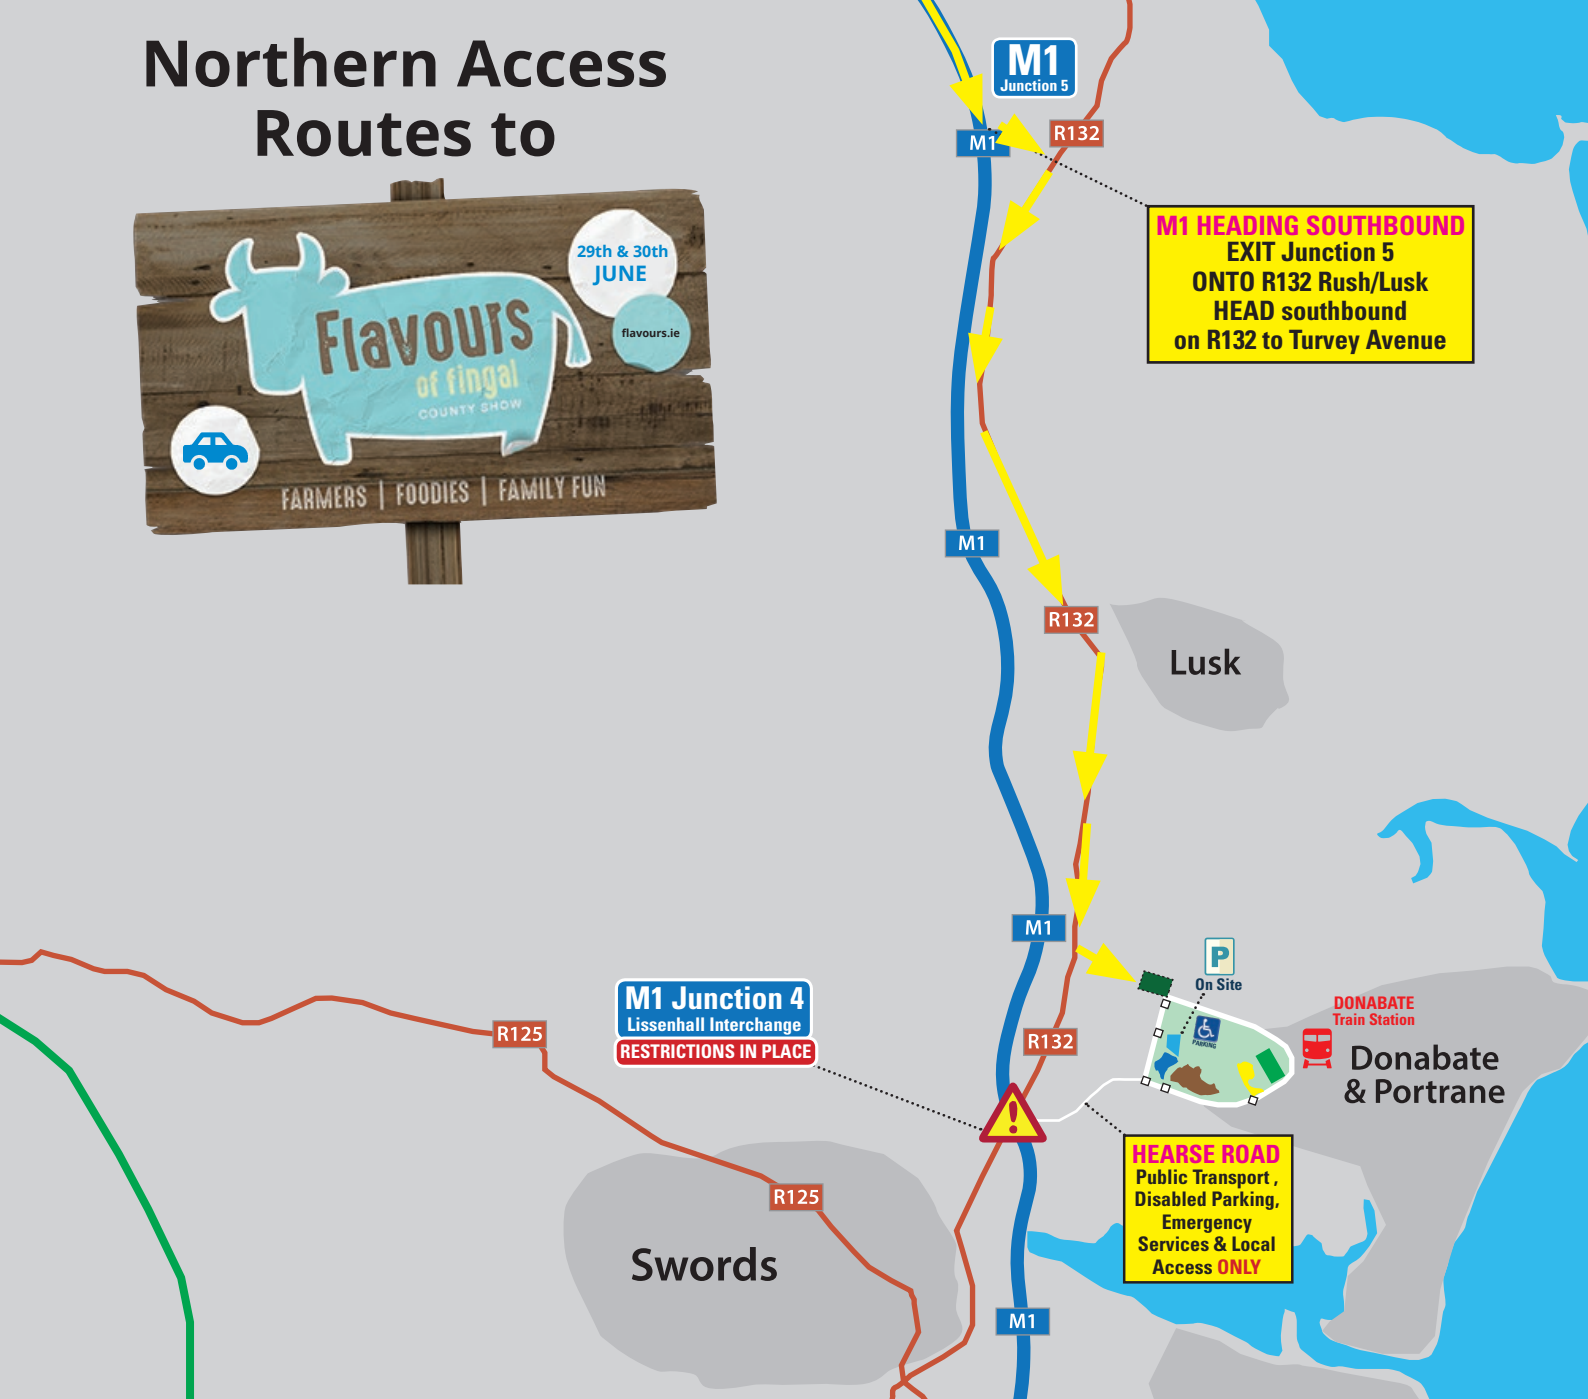 Northern Access
Routes to
29th & 30th
JUNE
flavours.ie
Flavours
of fingal
COUNTY SHOW
FARMERS | FOODIES | FAMILY FUN
M1
Junction 5
M1
R132
M1 HEADING SOUTHBOUND
EXIT Junction 5
ONTO R132 Rush/Lusk
HEAD southbound
on R132 to Turvey Avenue
M1
R132
Lusk
M1
P
On Site
PARKING
DONABATE
Train Station
Donabate
& Portrane
M1 Junction 4
Lissenhall Interchange
RESTRICTIONS IN PLACE
R125
R132
!
HEARSE ROAD
Public Transport ,
Disabled Parking,
Emergency
Services & Local
Access ONLY
R125
Swords
M1